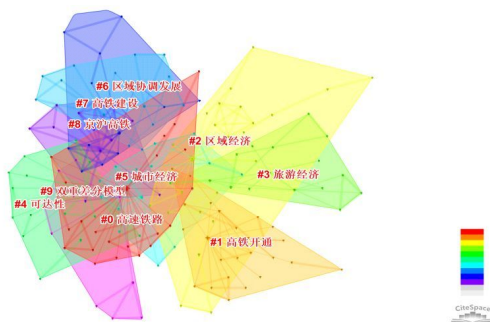 #6 区域协调发展
#7 高铁建设
#8 京沪高铁
#2 区域经济
#5 城市经济
#3 旅游经济
#9 双重差分模型
#4 可达性
#0 高速铁路
#1 高铁开通
CiteSpace